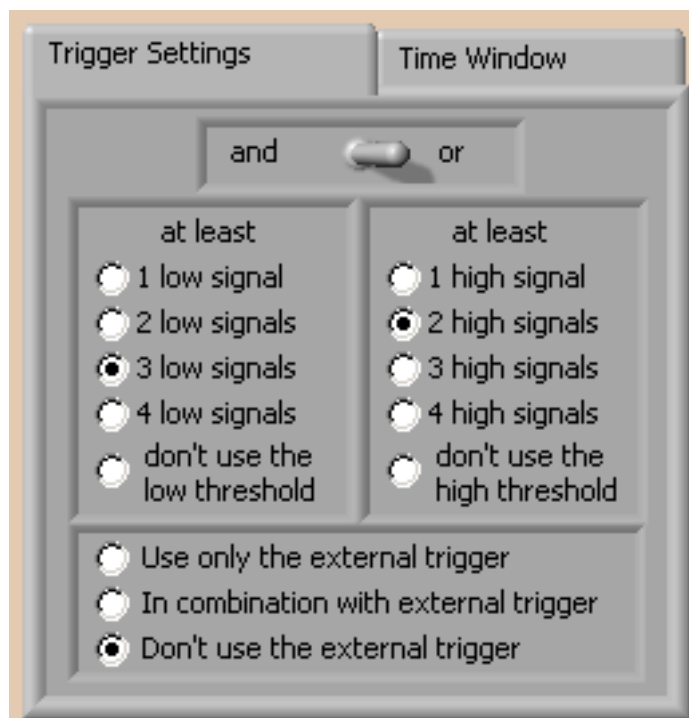 Trigger Settings
Time Window
and
or
at least
1 low signal
2 low signals
3 low signals
4 low signals
don't use the
low threshold
at least
1 high signal
2 high signals
3 high signals
4 high signals
don't use the
high threshold
Use only the external trigger
In combination with external trigger
Don't use the external trigger